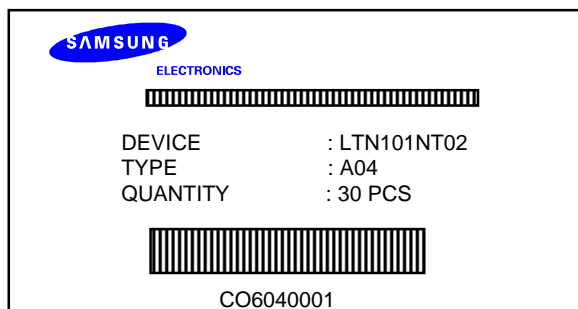 SAMSUNG
ELECTRONICS
DEVICE : LTN101NT02
TYPE : A04
QUANTITY : 30 PCS
CO6040001